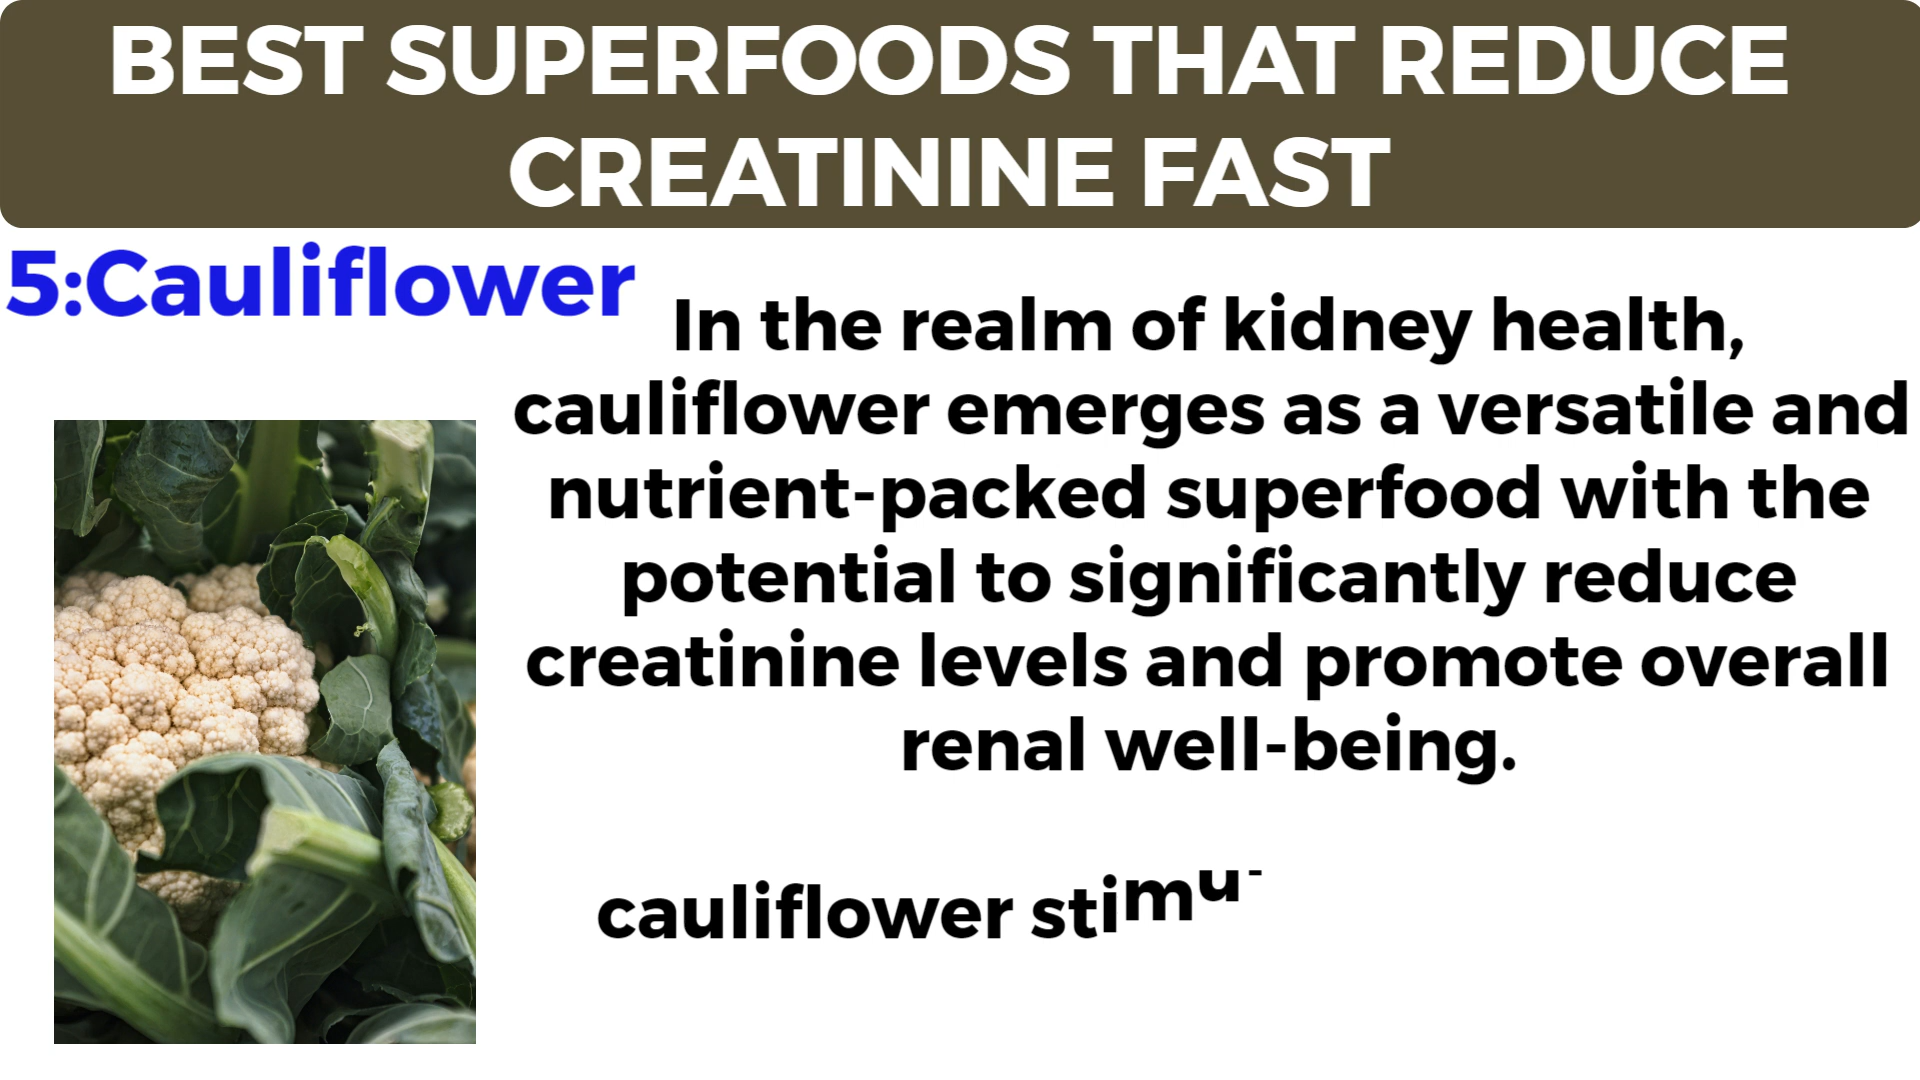 BEST SUPERFOODS THAT REDUCE
CREATININE FAST
5:Cauliflower
In the realm of kidney health,
cauliflower emerges as a versatile and
nutrient-packed superfood with the
potential to significantly reduce
creatinine levels and promote overall
renal well-being.
cauliflower stimu